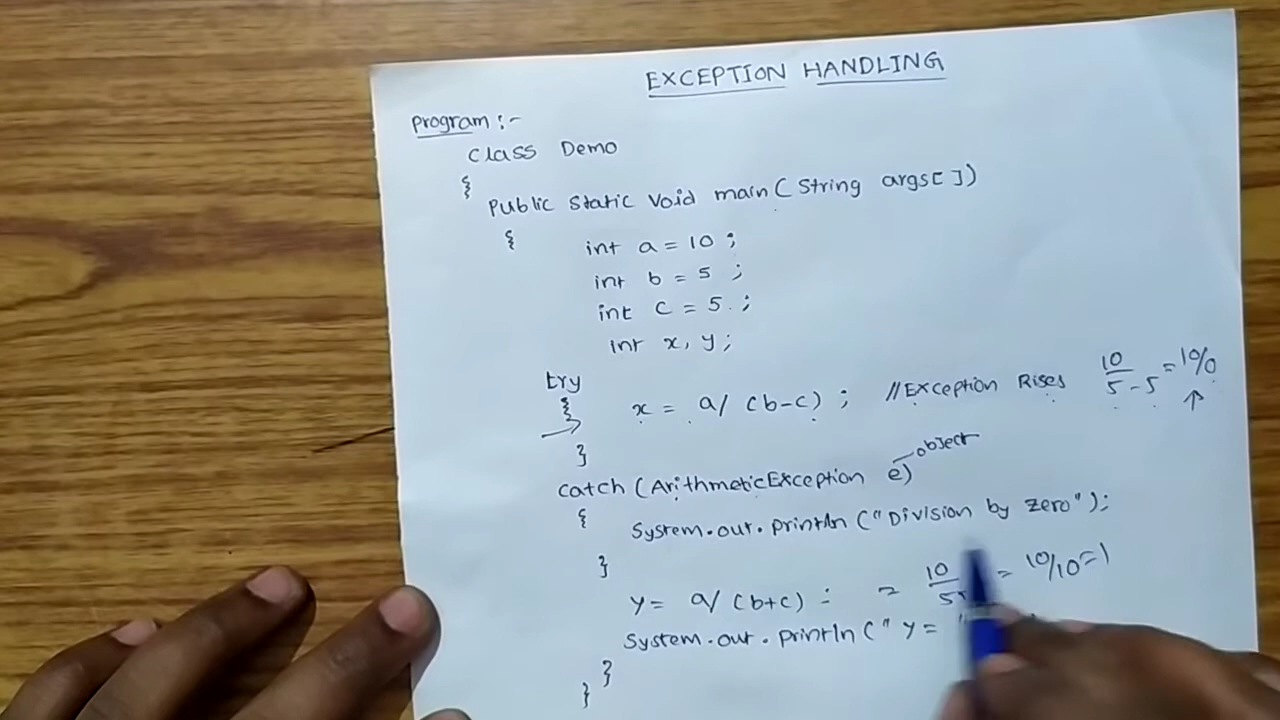 EXCEPTION HANDLING
Program :-
Class Demo
{
Public Static Void main ( String args[ ])
{
int a = 10 ;
int b = 5 ;
int c = 5 ;
int x, y;
try
{
x = a/ (b-c) ; //Exception Rises 10/5-5 = 10/0
}
catch (ArithmeticException e) object
{
System.out.println ("Division by zero");
}
y= a/ (b+c) ; = 10/5 = 10/10=1
System.out.println (" y=
}
}